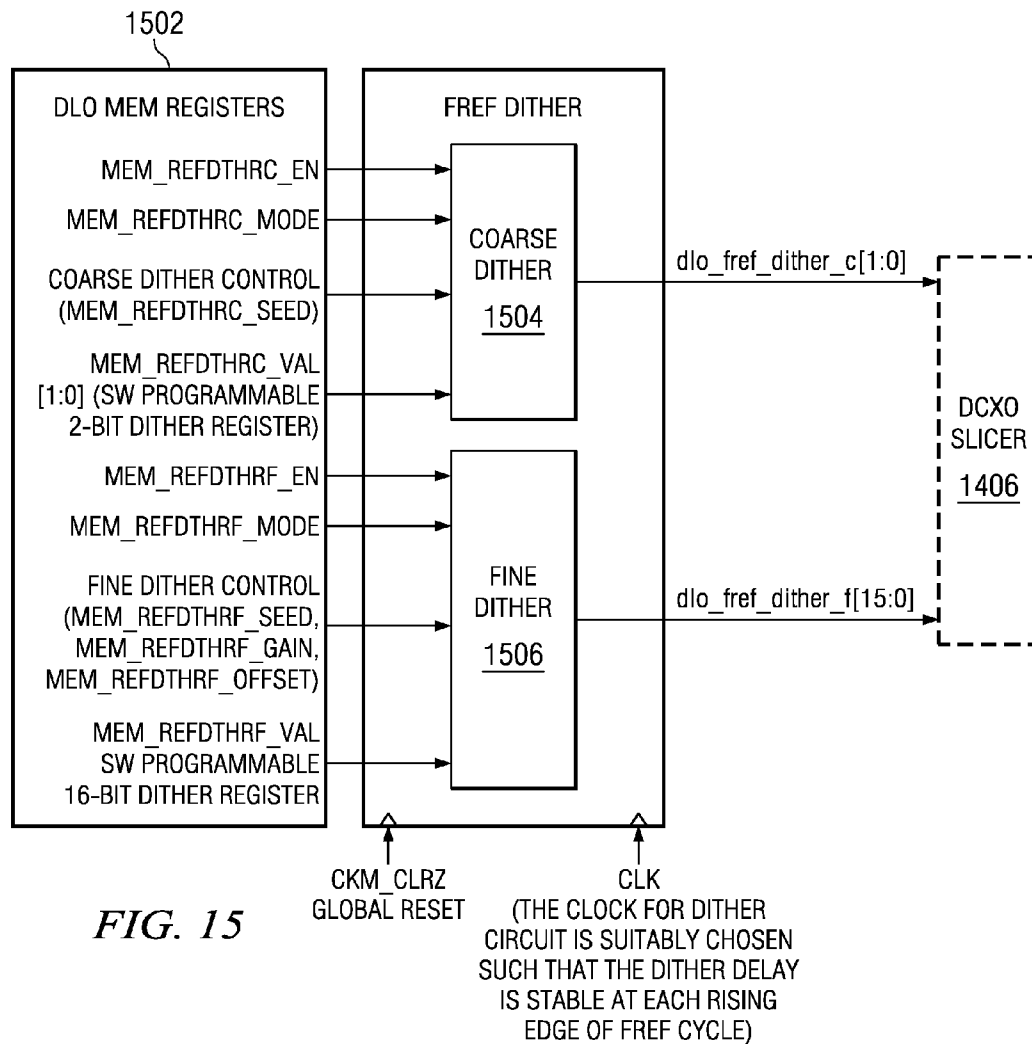 1502
DLO MEM REGISTERS
MEM_REFDTHRC_EN
MEM_REFDTHRC_MODE
COARSE DITHER CONTROL
(MEM_REFDTHRC_SEED)
MEM_REFDTHRC_VAL
[1:0] (SW PROGRAMMABLE
2-BIT DITHER REGISTER)
MEM_REFDTHRF_EN
MEM_REFDTHRF_MODE
FINE DITHER CONTROL
(MEM_REFDTHRF_SEED,
MEM_REFDTHRF_GAIN,
MEM_REFDTHRF_OFFSET)
MEM_REFDTHRF_VAL
SW PROGRAMMABLE
16-BIT DITHER REGISTER
FREF DITHER
COARSE
DITHER
1504
FINE
DITHER
1506
dlo_fref_dither_c[1:0]
dlo_fref_dither_f[15:0]
DCXO
SLICER
1406
CKM_CLRZ
GLOBAL RESET
CLK
(THE CLOCK FOR DITHER
CIRCUIT IS SUITABLY CHOSEN
SUCH THAT THE DITHER DELAY
IS STABLE AT EACH RISING
EDGE OF FREF CYCLE)
FIG. 15